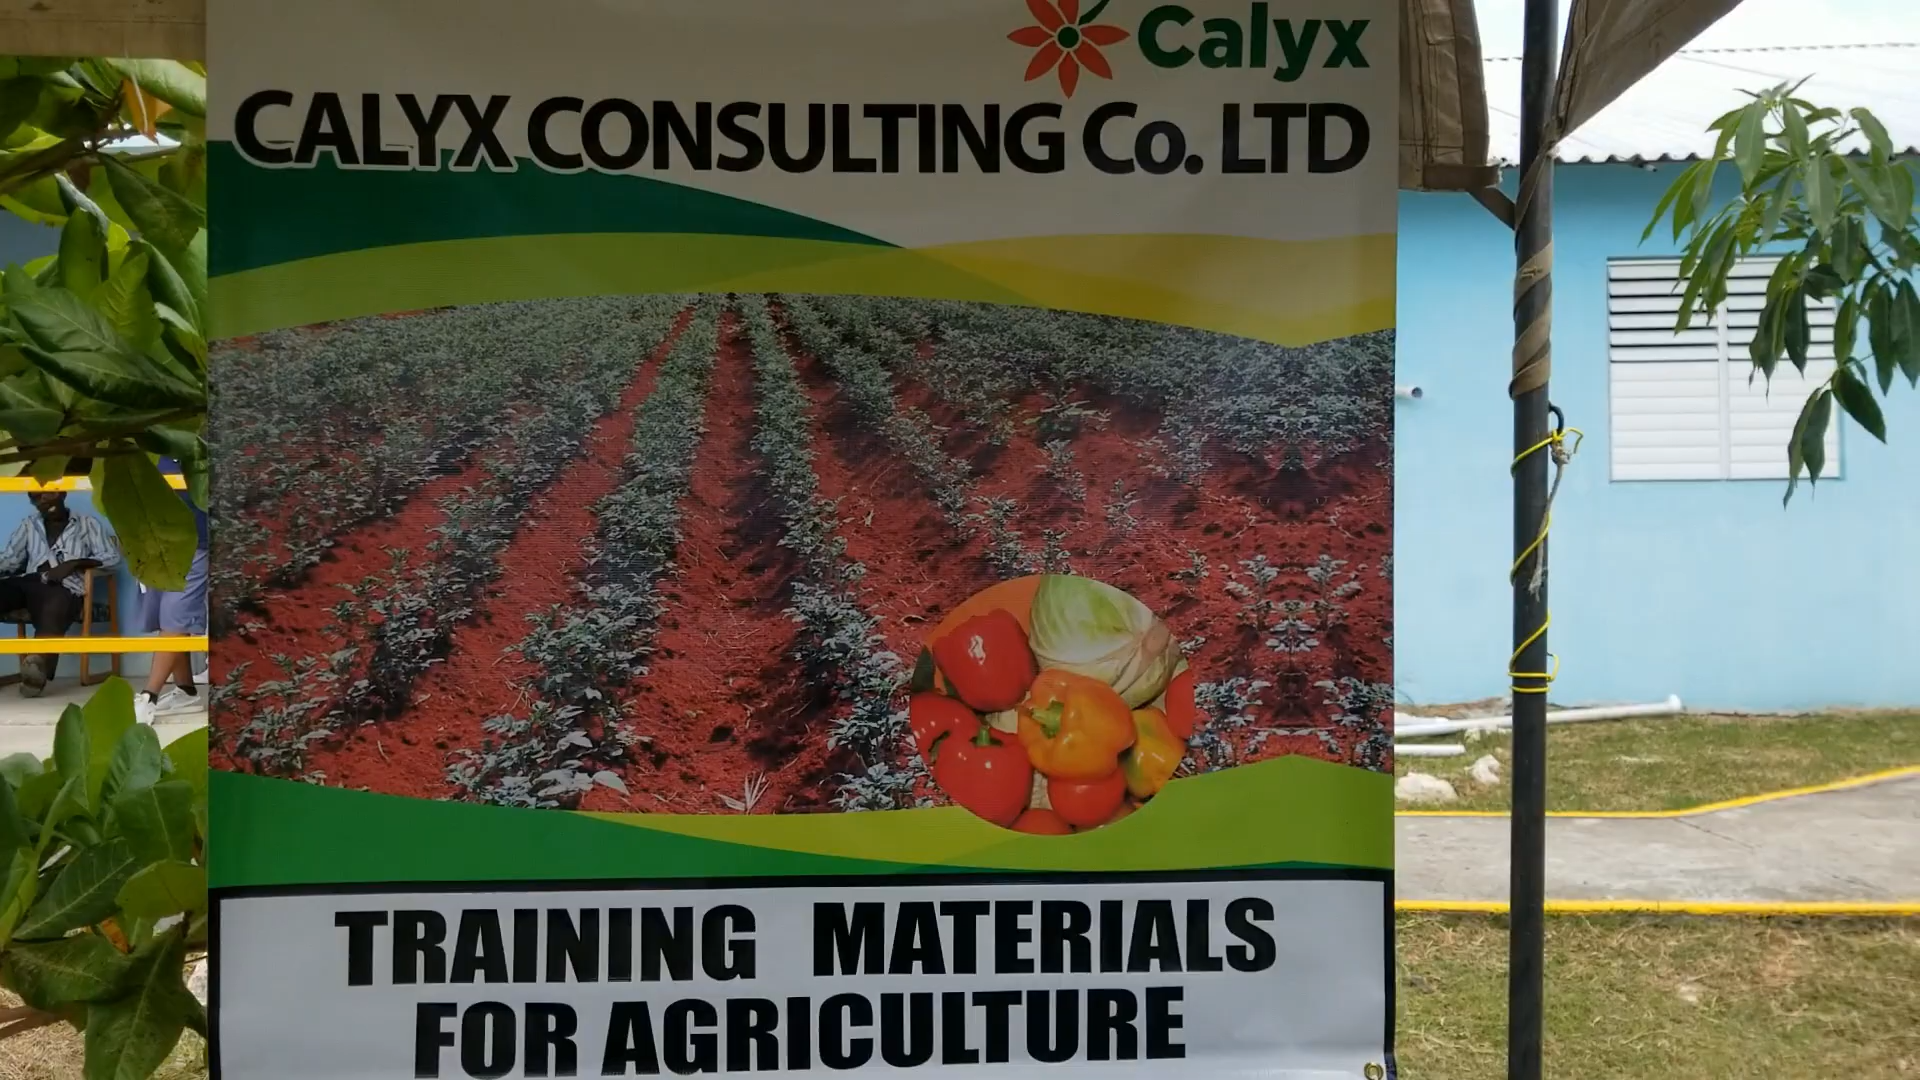 Calyx
CALYX CONSULTING Co. LTD
TRAINING MATERIALS
FOR AGRICULTURE